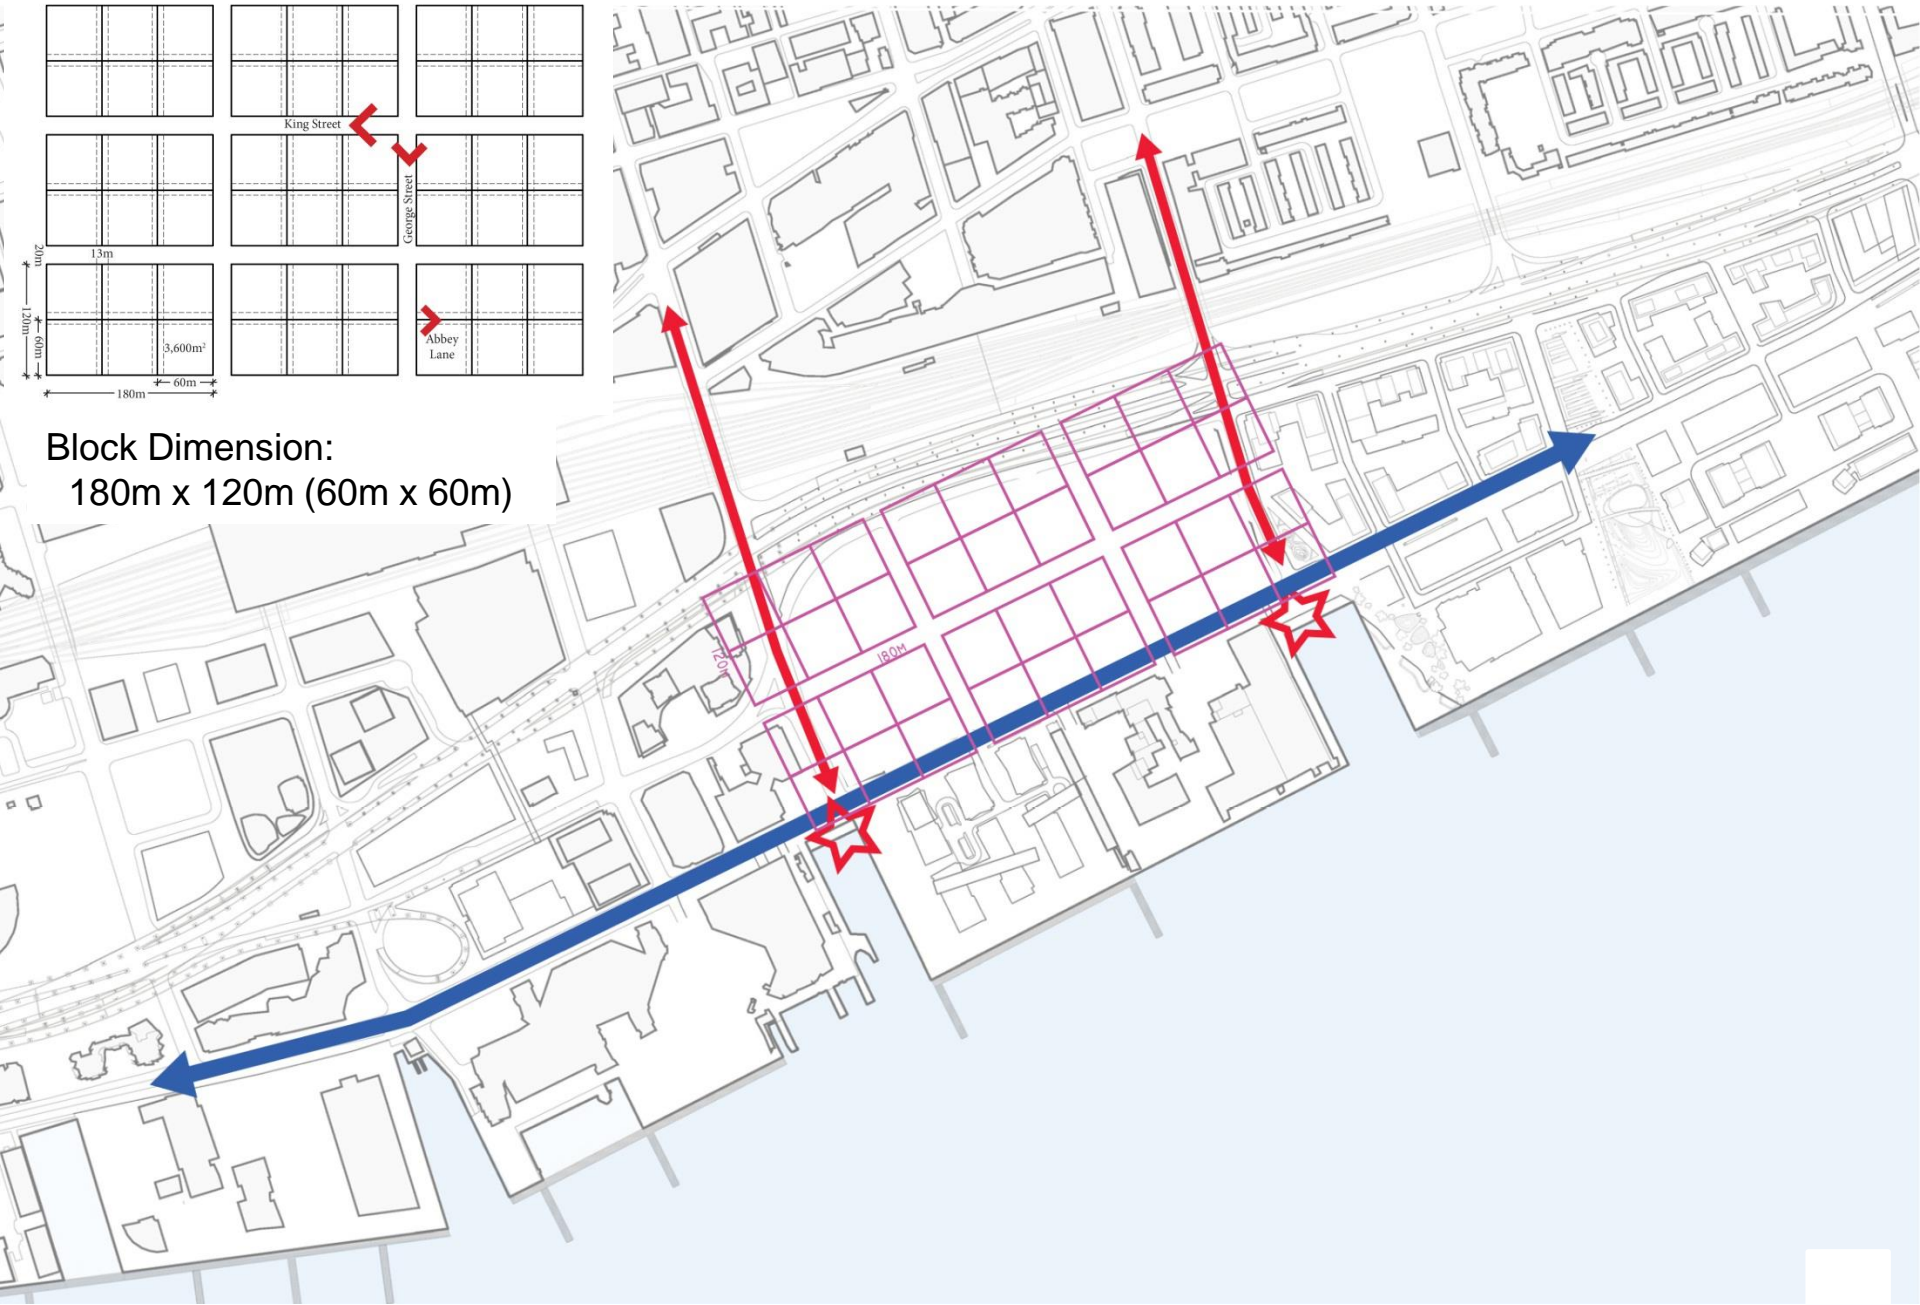 King Street
George Street
20m
13m
120m
60m
3,600m²
Abbey
Lane
60m
180m
Block Dimension:
180m x 120m (60m x 60m)
120M
180M